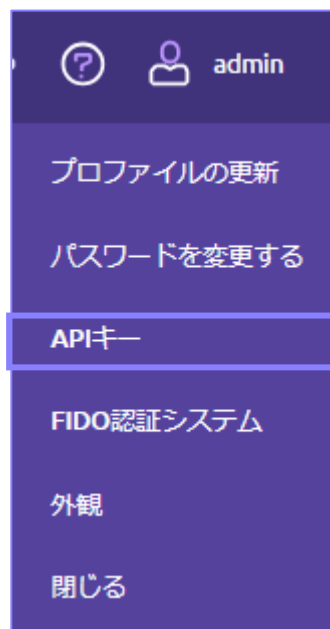 ? admin
プロファイルの更新
パスワードを変更する
APIキー
FIDO認証システム
外観
閉じる